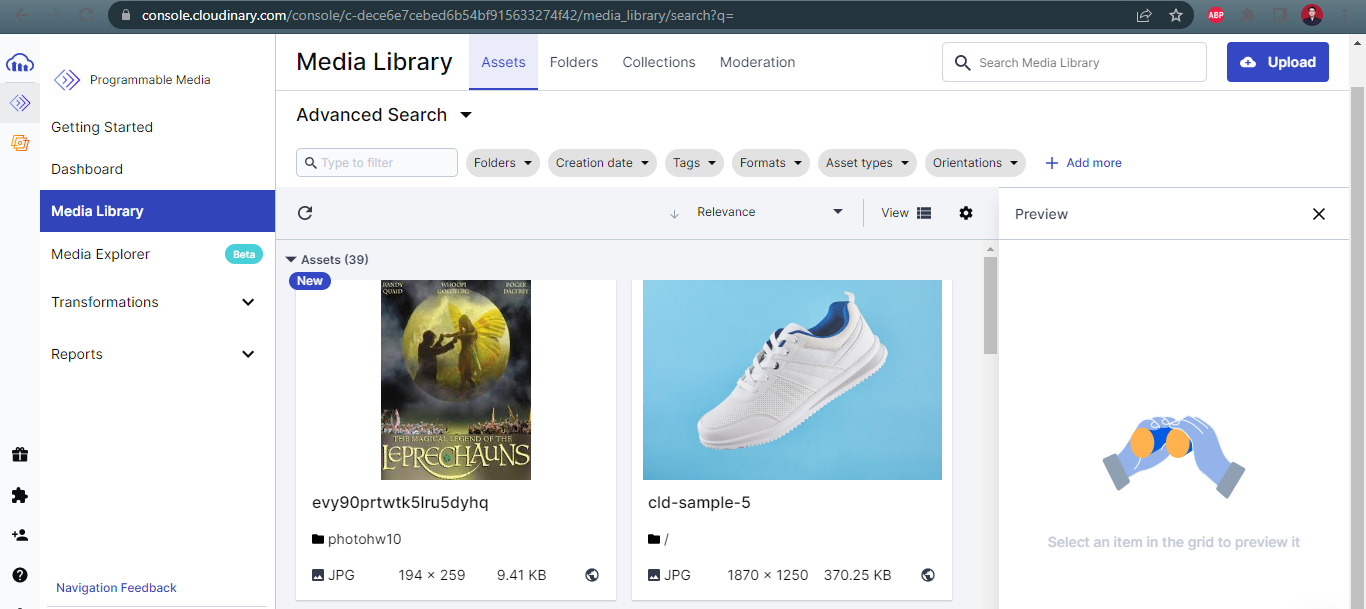 console.cloudinary.com/console/c-dece6e7cebed6b54bf915633274f42/media_library/search?q=
ABP
Programmable Media
Getting Started
Dashboard
Media Library
Media Explorer
Beta
Transformations
Reports
Navigation Feedback
Media Library
Assets
Folders
Collections
Moderation
Search Media Library
Upload
Advanced Search
Type to filter
Folders
Creation date
Tags
Formats
Asset types
Orientations
Add more
Relevance
View
Assets (39)
New
RANDY QUAID
WHOOPI GOLDBERG
ROGER DALTREY
THE MAGICAL LEGEND OF THE
LEPRECHAUNS
evy90prtwtk5lru5dyhq
photohw10
JPG 194 × 259 9.41 KB
cld-sample-5
/
JPG 1870 × 1250 370.25 KB
Preview
Select an item in the grid to preview it